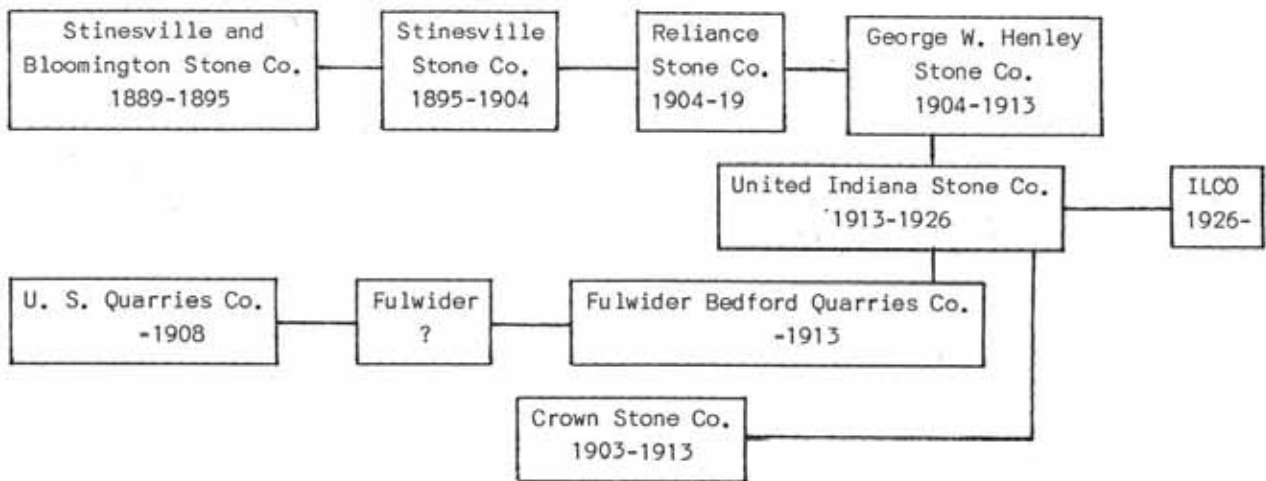 Stinesville and
Bloomington Stone Co.
1889-1895
Stinesville
Stone Co.
1895-1904
Reliance
Stone Co.
1904-19
George W. Henley
Stone Co.
1904-1913
United Indiana Stone Co.
1913-1926
ILCO
1926-
U. S. Quarries Co.
-1908
Fulwider
?
Fulwider Bedford Quarries Co.
-1913
Crown Stone Co.
1903-1913